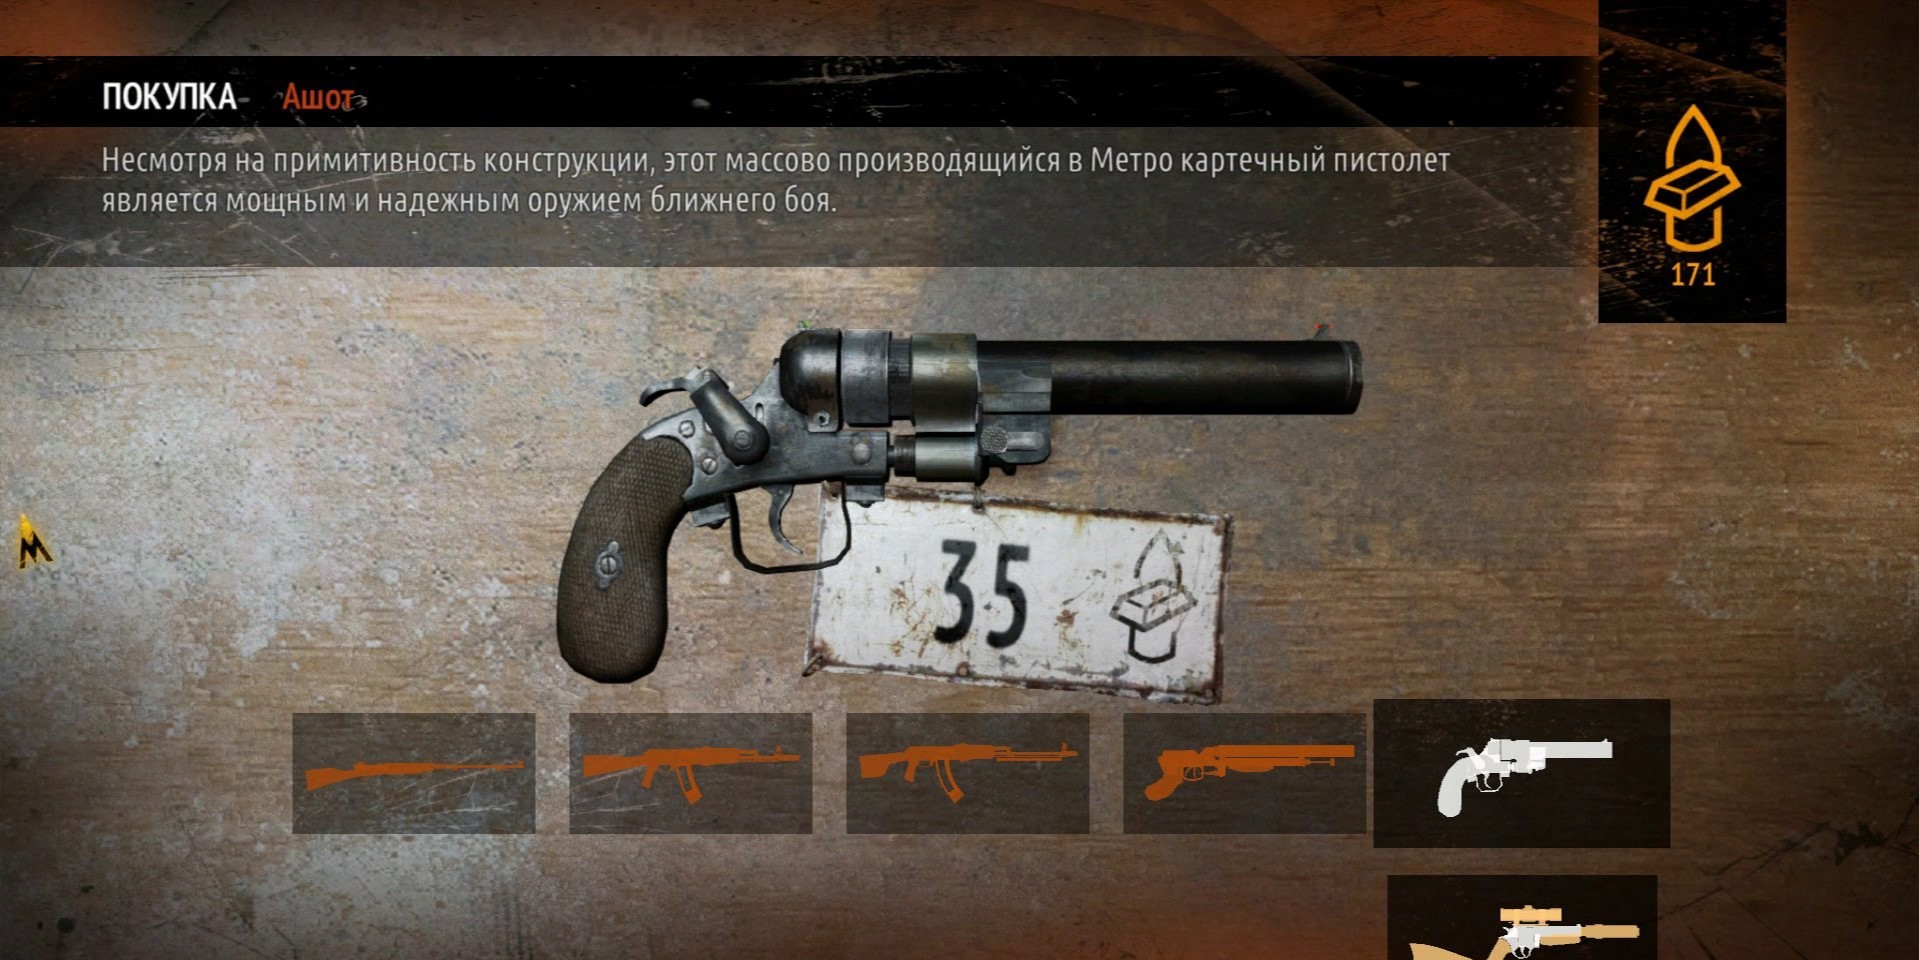 ПОКУПКА Ашот
Несмотря на примитивность конструкции, этот массово производящийся в Метро картечный пистолет
является мощным и надежным оружием ближнего боя.
171
35
М